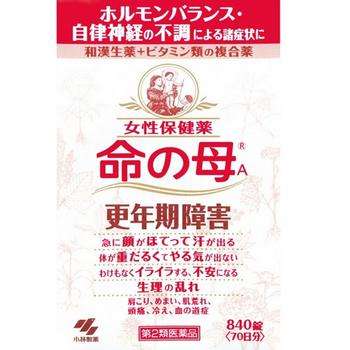 ホルモンバランス・
自律神経の不調による諸症状に
和漢生薬+ビタミン類の複合薬
女性保健薬
命の母®A
更年期障害
急に顔がほてって汗が出る
体が重だるくてやる気が出ない
わけもなくイライラする、不安になる
生理の乱れ
肩こり、めまい、肌荒れ、
頭痛、冷え、血の道症
小林製薬
第2類医薬品
840錠
〈70日分〉